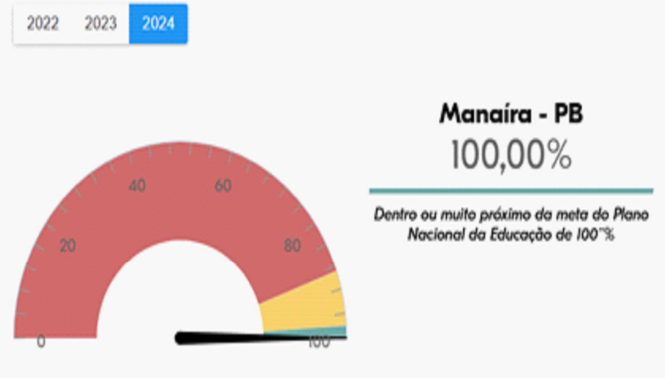 2022 2023 2024
Manaíra - PB
100,00%
Dentro ou muito próximo da meta do Plano
Nacional da Educação de 100"%
40 60
20 80
0 100